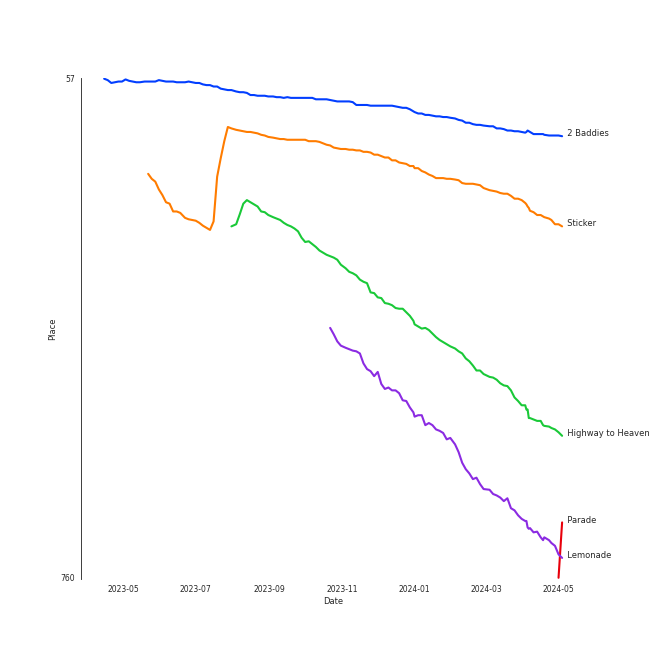 57
2 Baddies
Sticker
Place
Highway to Heaven
Parade
Lemonade
760
2023-05 2023-07 2023-09 2023-11 2024-01 2024-03 2024-05
Date